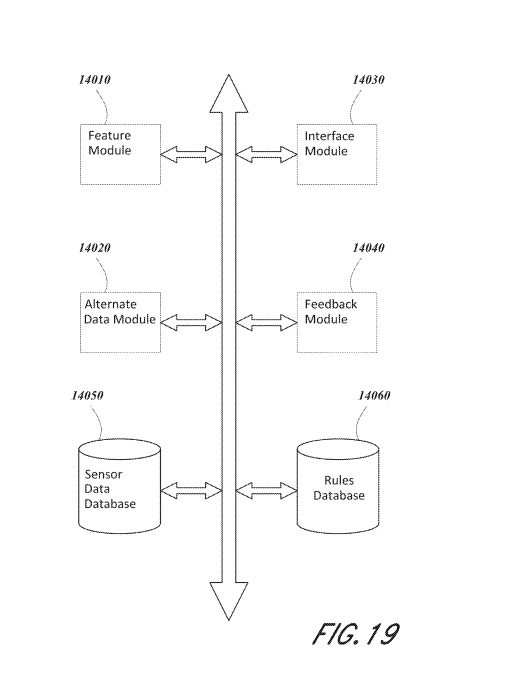 14010
14030
Feature
Module
Interface
Module
14020
14040
Alternate
Data Module
Feedback
Module
14050
14060
Sensor
Data
Database
Rules
Database
FIG. 19